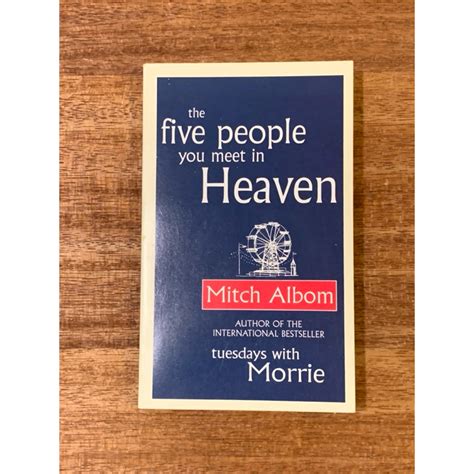 the
five people
you meet in
Heaven
Mitch Albom
AUTHOR OF THE
INTERNATIONAL BESTSELLER
tuesdays with
Morrie